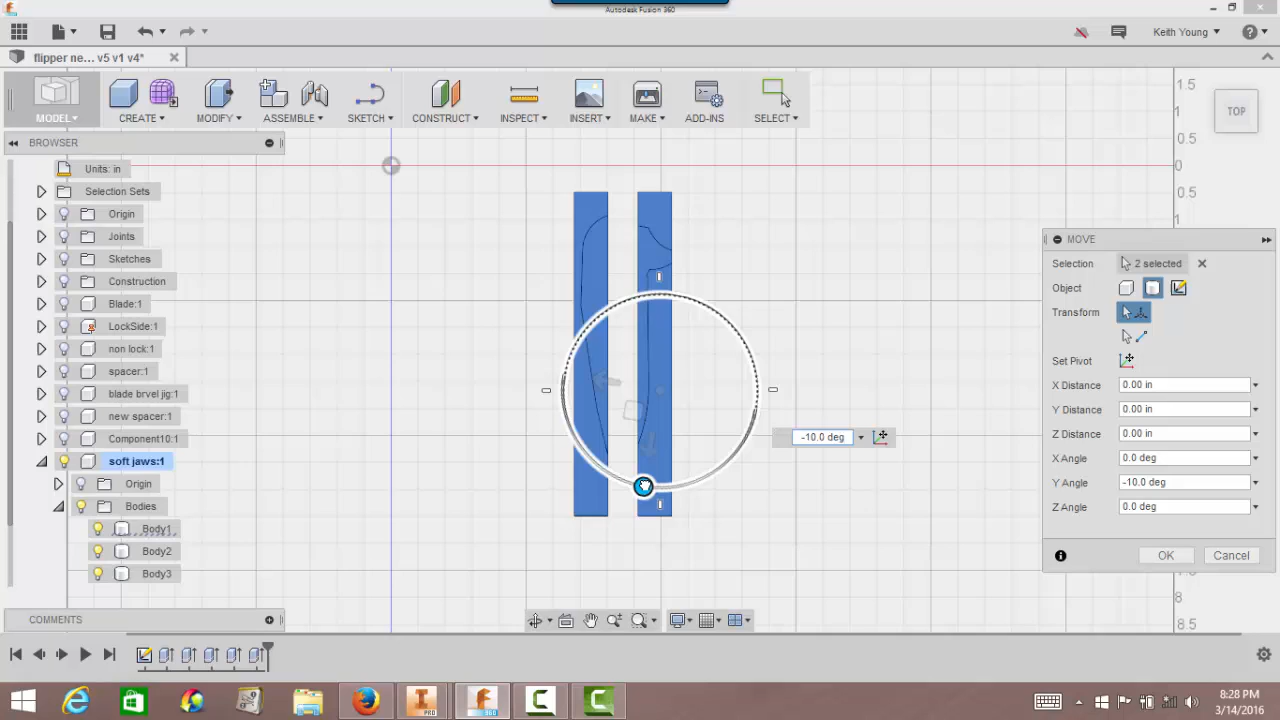 Autodesk Fusion 360
Keith Young
flipper ne... v5 v1 v4*
MODEL
CREATE
MODIFY
ASSEMBLE
SKETCH
CONSTRUCT
INSPECT
INSERT
MAKE
ADD-INS
SELECT
BROWSER
Units: in
Selection Sets
Origin
Joints
Sketches
Construction
Blade:1
LockSide:1
non lock:1
spacer:1
blade brvel jig:1
new spacer:1
Component10:1
soft jaws:1
Origin
Bodies
Body1
Body2
Body3
COMMENTS
1.5
1
0.5
0
0.5
1
8
8.5
TOP
-10.0 deg
MOVE
Selection 2 selected
Object
Transform
Set Pivot
X Distance 0.00 in
Y Distance 0.00 in
Z Distance 0.00 in
X Angle 0.0 deg
Y Angle -10.0 deg
Z Angle 0.0 deg
OK Cancel
PRO
360
8:28 PM
3/14/2016